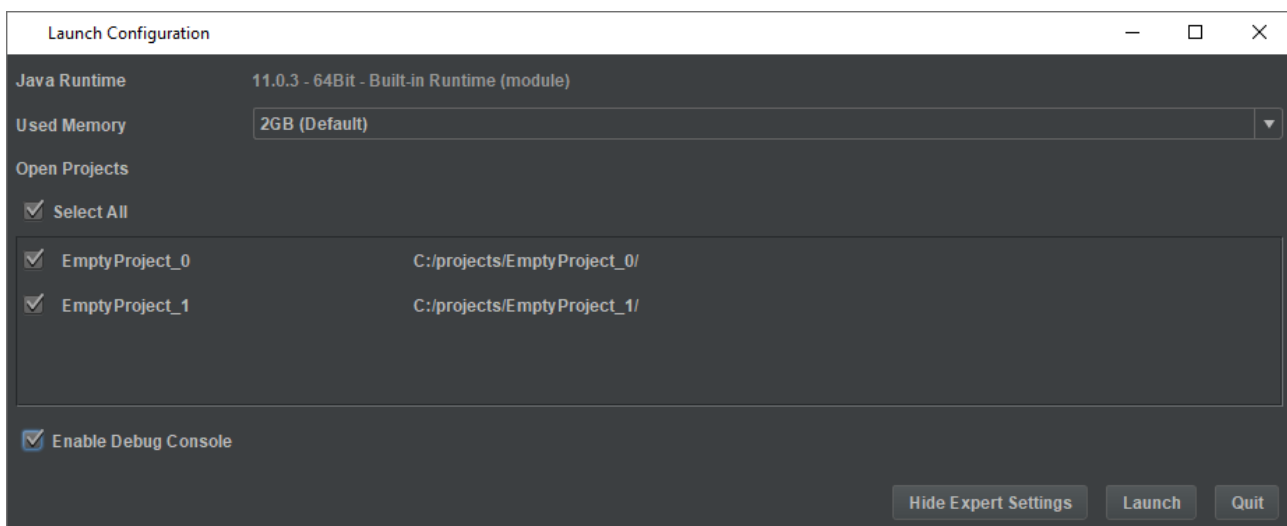 Launch Configuration
Java Runtime 11.0.3 - 64Bit - Built-in Runtime (module)
Used Memory 2GB (Default)
Open Projects
Select All
EmptyProject_0 C:/projects/EmptyProject_0/
EmptyProject_1 C:/projects/EmptyProject_1/
Enable Debug Console
Hide Expert Settings Launch Quit